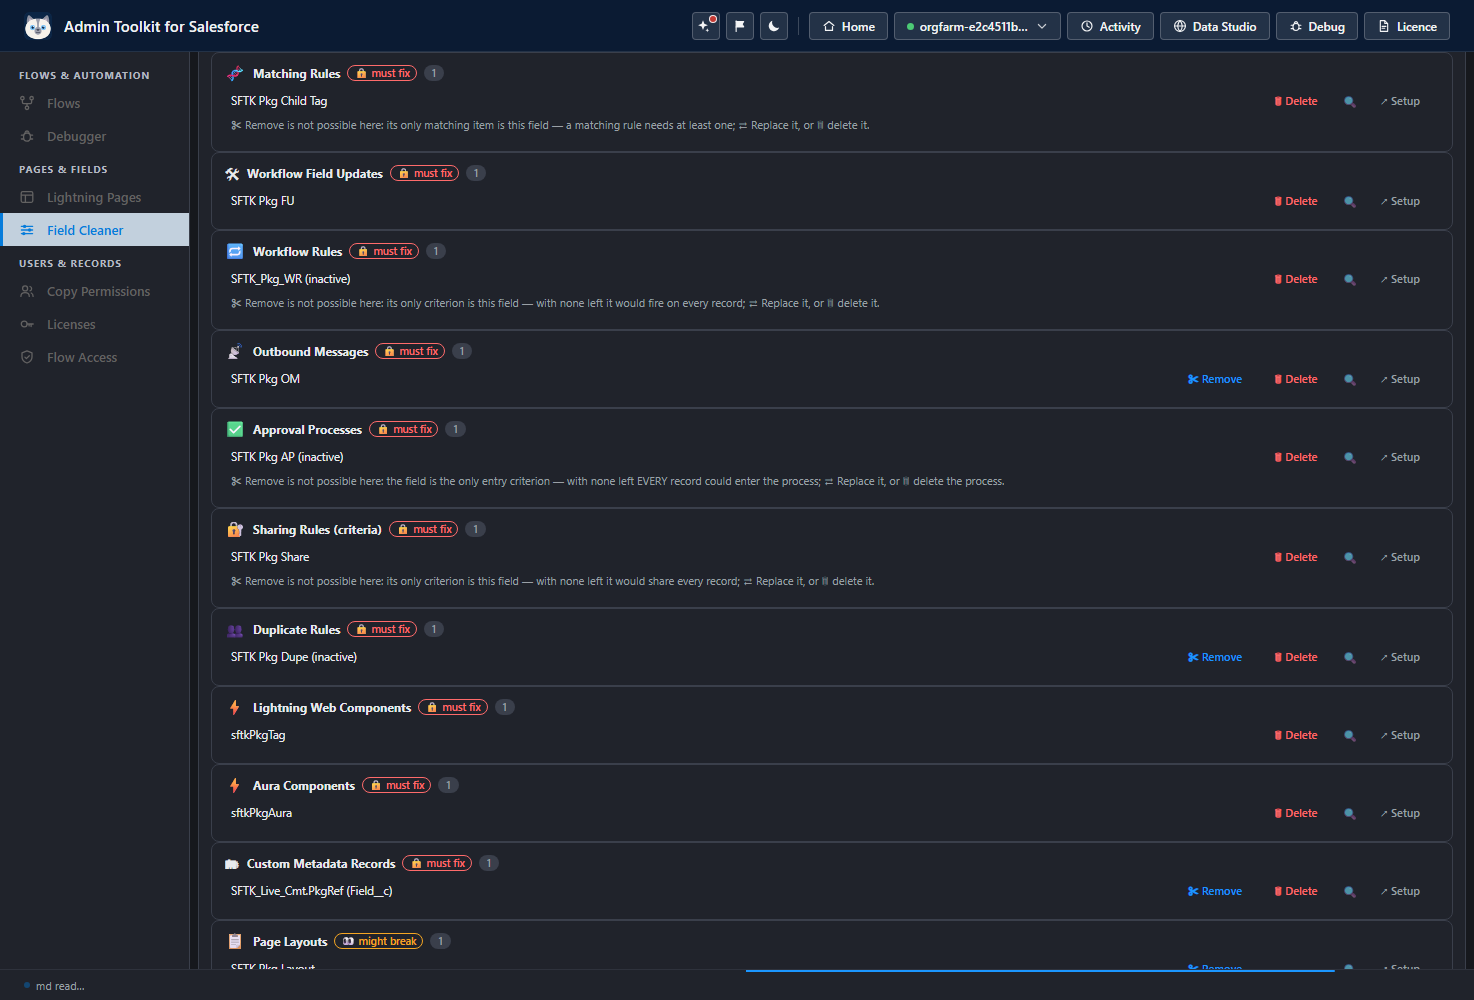 Admin Toolkit for Salesforce
Home
orgfarm-e2c4511b...
Activity
Data Studio
Debug
Licence
FLOWS & AUTOMATION
Flows
Debugger
PAGES & FIELDS
Lightning Pages
Field Cleaner
USERS & RECORDS
Copy Permissions
Licenses
Flow Access
Matching Rules must fix 1
SFTK Pkg Child Tag Delete Setup
Remove is not possible here: its only matching item is this field — a matching rule needs at least one; ⇄ Replace it, or delete it.
Workflow Field Updates must fix 1
SFTK Pkg FU Delete Setup
Workflow Rules must fix 1
SFTK_Pkg_WR (inactive) Delete Setup
Remove is not possible here: its only criterion is this field — with none left it would fire on every record; ⇄ Replace it, or delete it.
Outbound Messages must fix 1
SFTK Pkg OM Remove Delete Setup
Approval Processes must fix 1
SFTK Pkg AP (inactive) Delete Setup
Remove is not possible here: the field is the only entry criterion — with none left EVERY record could enter the process; ⇄ Replace it, or delete the process.
Sharing Rules (criteria) must fix 1
SFTK Pkg Share Delete Setup
Remove is not possible here: its only criterion is this field — with none left it would share every record; ⇄ Replace it, or delete it.
Duplicate Rules must fix 1
SFTK Pkg Dupe (inactive) Remove Delete Setup
Lightning Web Components must fix 1
sftkPkgTag Delete Setup
Aura Components must fix 1
sftkPkgAura Delete Setup
Custom Metadata Records must fix 1
SFTK_Live_Cmt.PkgRef (Field__c) Remove Delete Setup
Page Layouts might break 1
SFTK Pkg Layout Remove Delete Setup
md read...